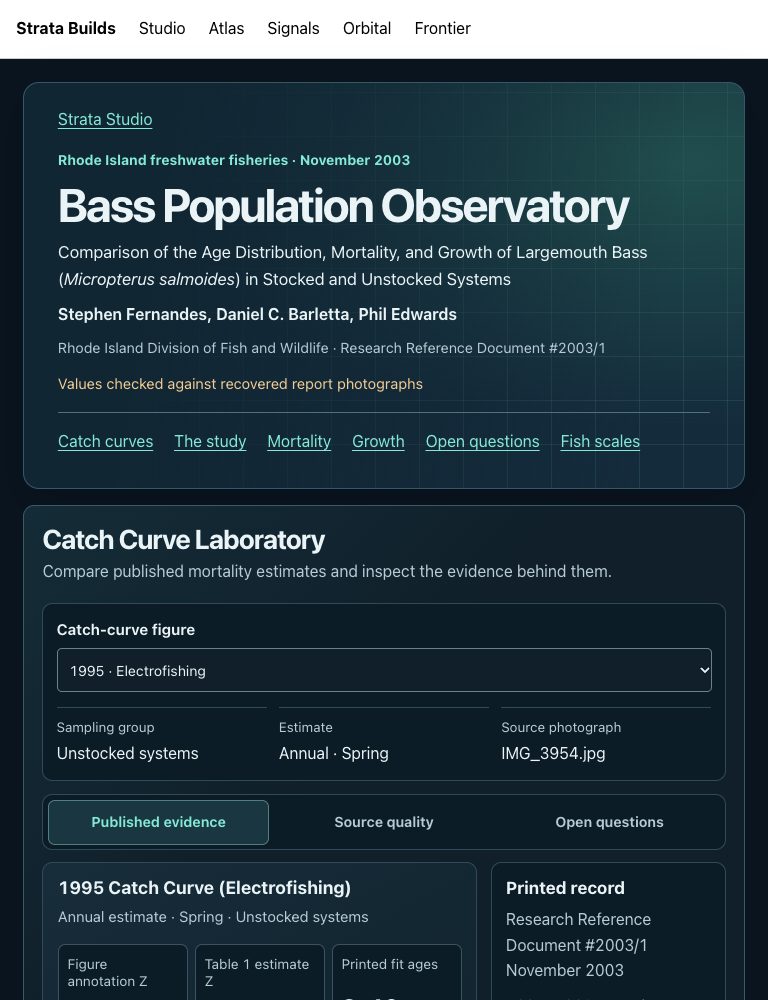 Strata Builds Studio Atlas Signals Orbital Frontier
Strata Studio
Rhode Island freshwater fisheries · November 2003
Bass Population Observatory
Comparison of the Age Distribution, Mortality, and Growth of Largemouth Bass
(Micropterus salmoides) in Stocked and Unstocked Systems
Stephen Fernandes, Daniel C. Barletta, Phil Edwards
Rhode Island Division of Fish and Wildlife · Research Reference Document #2003/1
Values checked against recovered report photographs
Catch curves The study Mortality Growth Open questions Fish scales
Catch Curve Laboratory
Compare published mortality estimates and inspect the evidence behind them.
Catch-curve figure
1995 · Electrofishing
Sampling group Estimate Source photograph
Unstocked systems Annual · Spring IMG_3954.jpg
Published evidence Source quality Open questions
1995 Catch Curve (Electrofishing)
Annual estimate · Spring · Unstocked systems
Figure
annotation Z
Table 1 estimate
Z
Printed fit ages
Printed record
Research Reference
Document #2003/1
November 2003